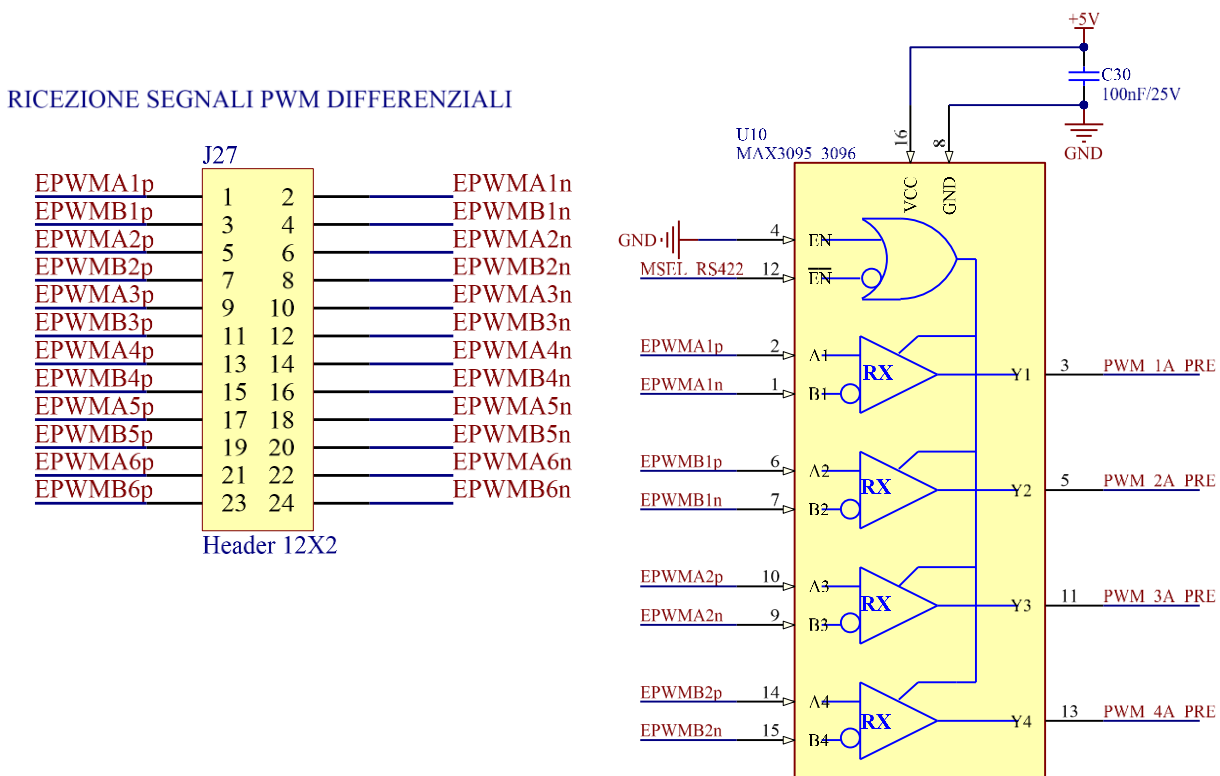 RICEZIONE SEGNALI PWM DIFFERENZIALI
J27
EPWMA1p 1 2 EPWMA1n
EPWMB1p 3 4 EPWMB1n
EPWMA2p 5 6 EPWMA2n
EPWMB2p 7 8 EPWMB2n
EPWMA3p 9 10 EPWMA3n
EPWMB3p 11 12 EPWMB3n
EPWMA4p 13 14 EPWMA4n
EPWMB4p 15 16 EPWMB4n
EPWMA5p 17 18 EPWMA5n
EPWMB5p 19 20 EPWMB5n
EPWMA6p 21 22 EPWMA6n
EPWMB6p 23 24 EPWMB6n
Header 12X2
+5V
C30
100nF/25V
GND
U10
MAX3095_3096
16 8
VCC GND
GND 4 EN
MSEL_RS422 12 EN
EPWMA1p 2 A1
RX Y1 3 PWM_1A_PRE
EPWMA1n 1 B1
EPWMB1p 6 A2
RX Y2 5 PWM_2A_PRE
EPWMB1n 7 B2
EPWMA2p 10 A3
RX Y3 11 PWM_3A_PRE
EPWMA2n 9 B3
EPWMB2p 14 A4
RX Y4 13 PWM_4A_PRE
EPWMB2n 15 B4